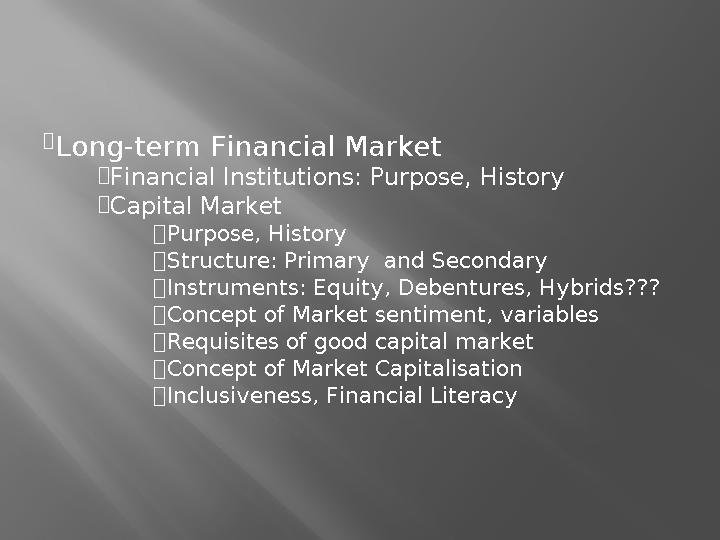 Long-term Financial Market
Financial Institutions: Purpose, History
Capital Market
Purpose, History
Structure: Primary  and Secondary
Instruments: Equity, Debentures, Hybrids???
Concept of Market sentiment, variables
Requisites of good capital market
Concept of Market Capitalisation
Inclusiveness, Financial Literacy